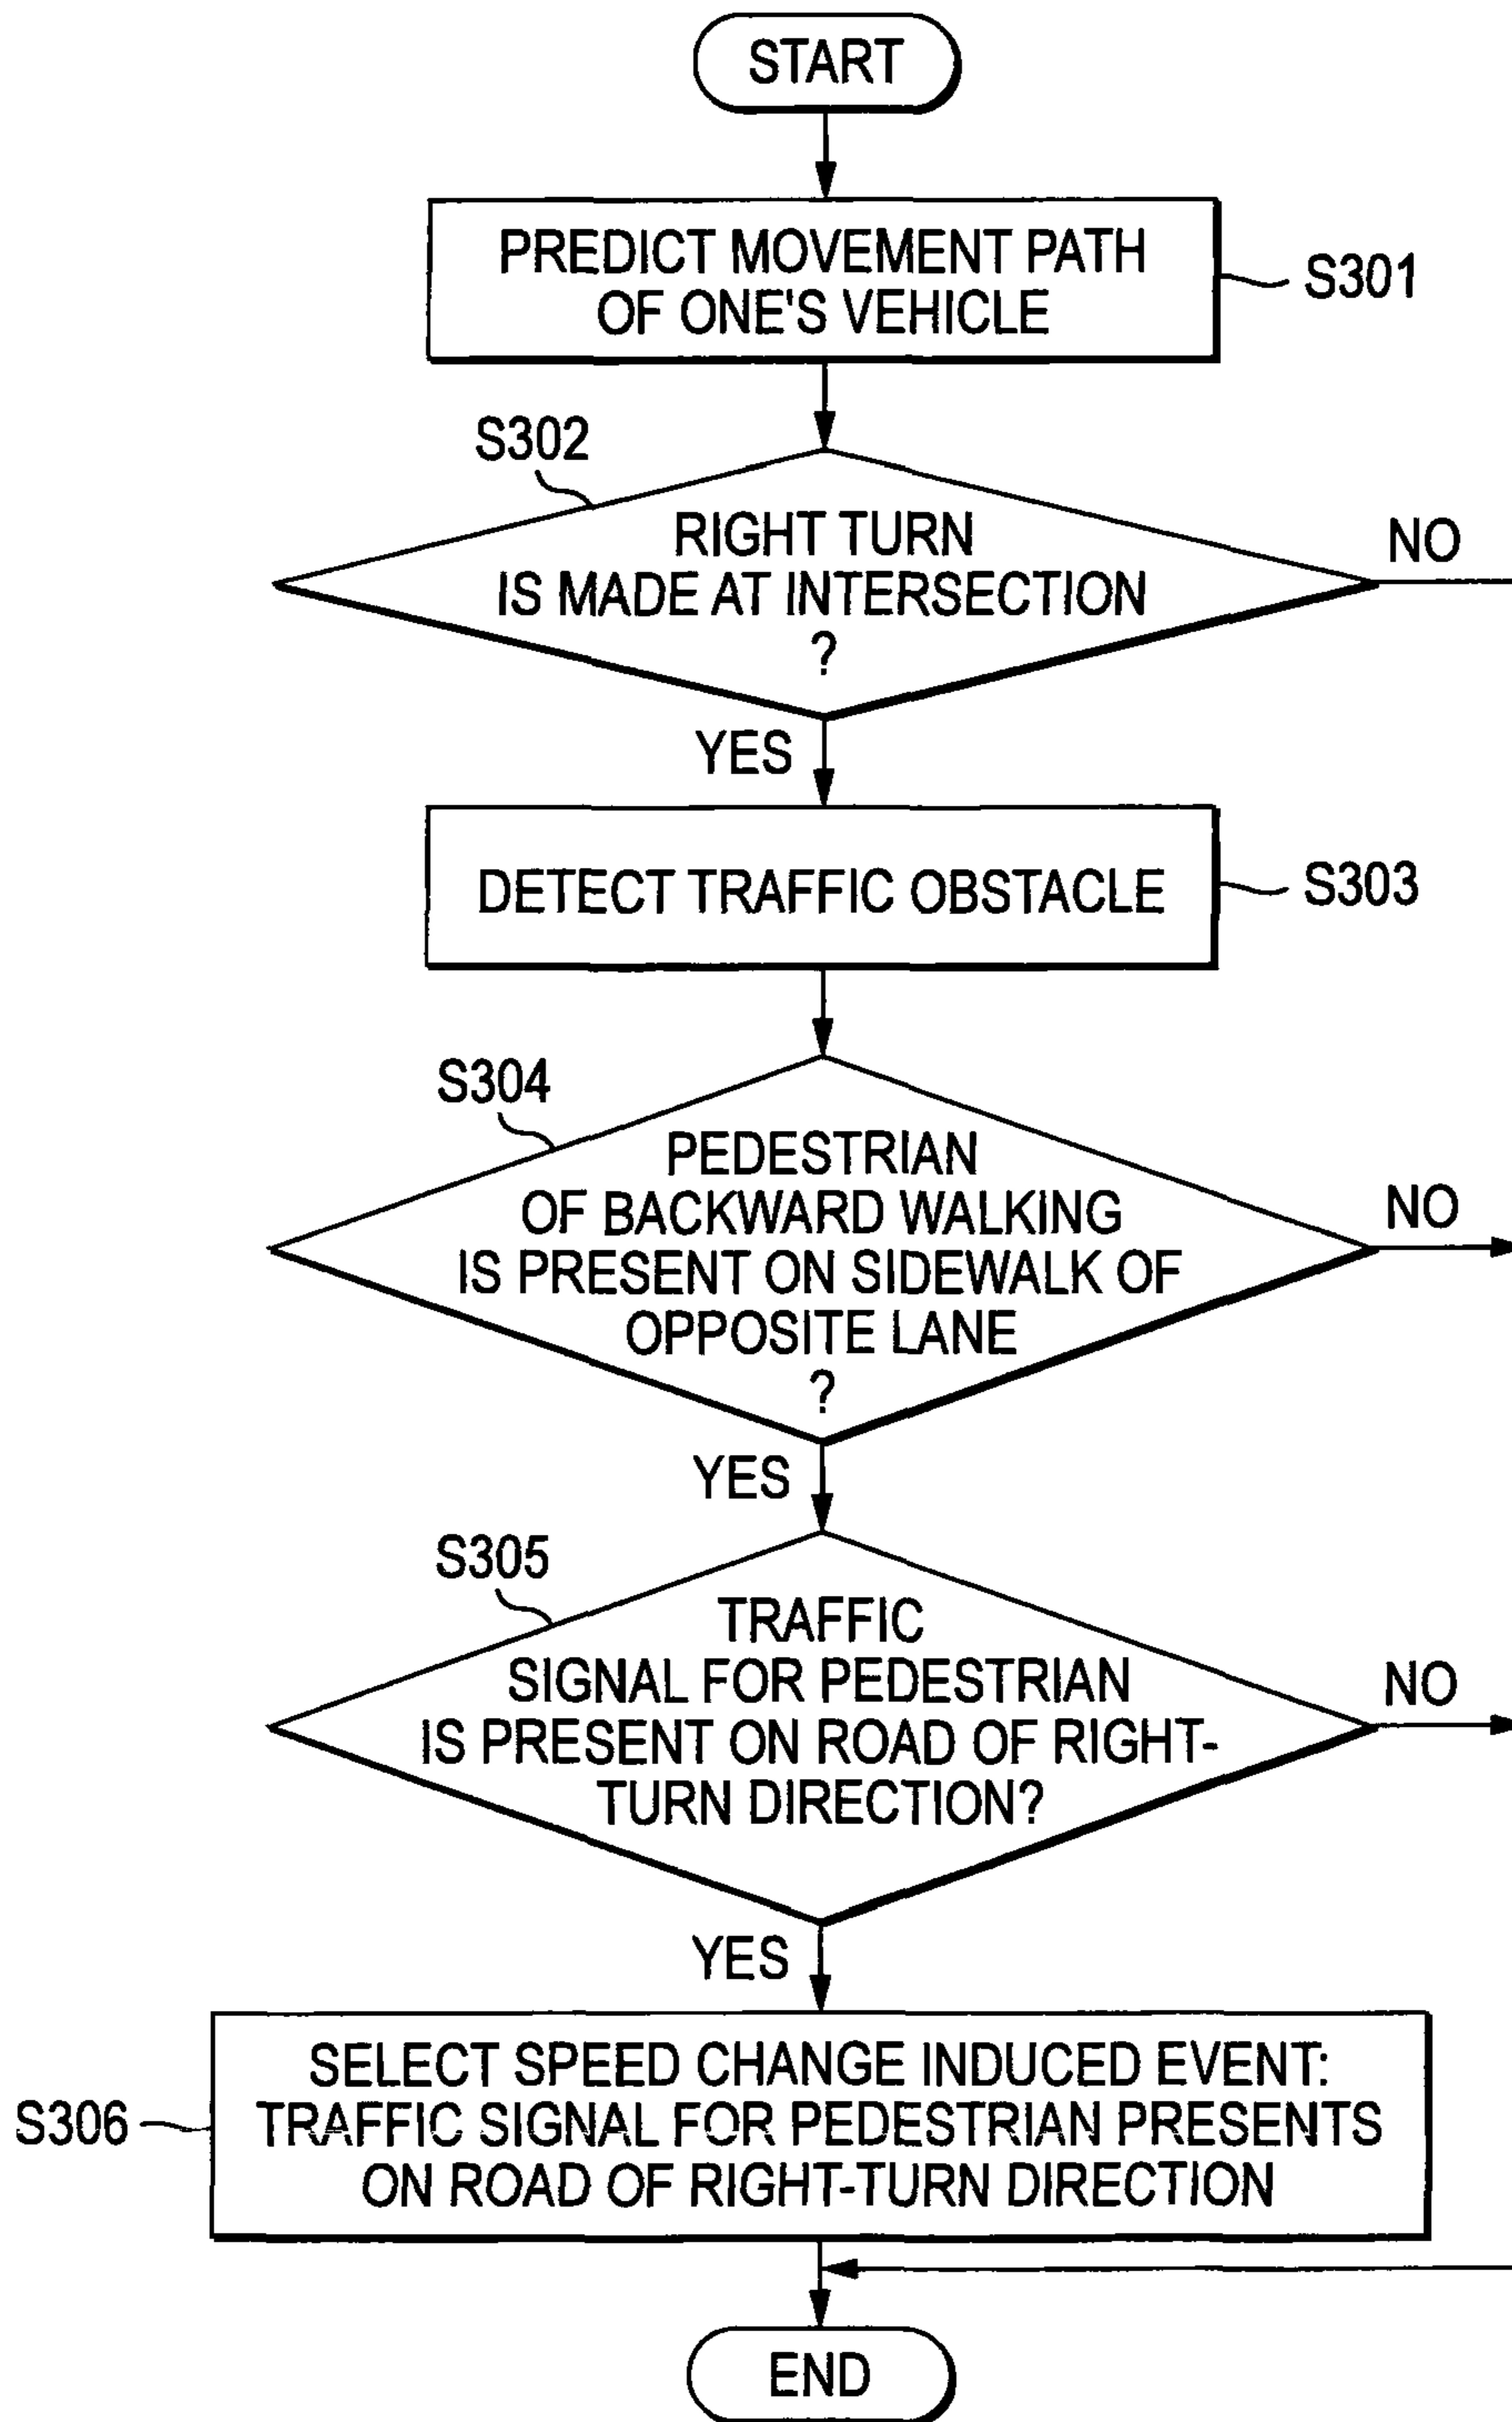 START
PREDICT MOVEMENT PATH
OF ONE'S VEHICLE
S301
S302
RIGHT TURN
IS MADE AT INTERSECTION
?
NO
YES
DETECT TRAFFIC OBSTACLE
S303
S304
PEDESTRIAN
OF BACKWARD WALKING
IS PRESENT ON SIDEWALK OF
OPPOSITE LANE
?
NO
YES
S305
TRAFFIC
SIGNAL FOR PEDESTRIAN
IS PRESENT ON ROAD OF RIGHT-
TURN DIRECTION?
NO
YES
SELECT SPEED CHANGE INDUCED EVENT:
TRAFFIC SIGNAL FOR PEDESTRIAN PRESENTS
ON ROAD OF RIGHT-TURN DIRECTION
S306
END